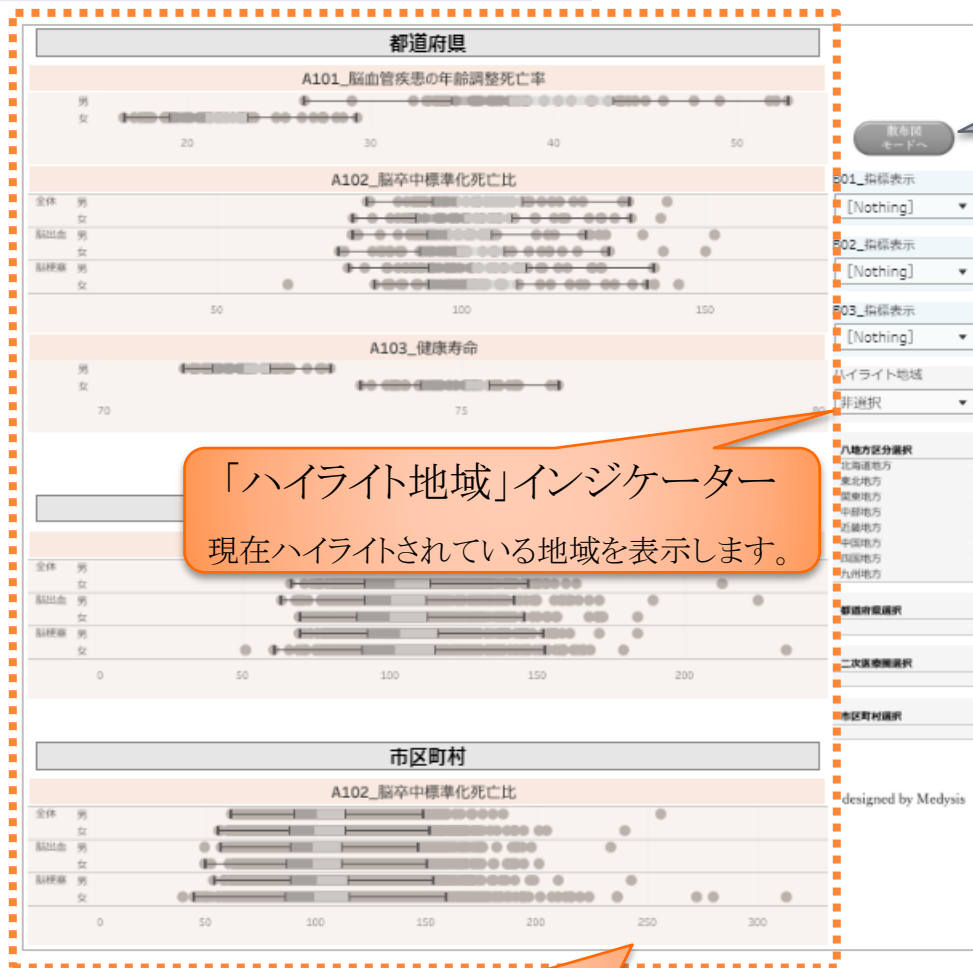 都道府県
A101_脳血管疾患の年齢調整死亡率
男
女
20 30 40 50
A102_脳卒中標準化死亡比
全体 男
女
脳出血 男
女
脳梗塞 男
女
50 100 150
A103_健康寿命
男
女
70 75 80
「ハイライト地域」インジケーター
現在ハイライトされている地域を表示します。
全体 男
女
脳出血 男
女
脳梗塞 男
女
0 50 100 150 200
市区町村
A102_脳卒中標準化死亡比
全体 男
女
脳出血 男
女
脳梗塞 男
女
0 50 100 150 200 250 300
散布図
モードへ
B01_指標表示
[Nothing]
B02_指標表示
[Nothing]
B03_指標表示
[Nothing]
ハイライト地域
非選択
八地方区分選択
北海道地方
東北地方
関東地方
中部地方
近畿地方
中国地方
四国地方
九州地方
都道府県選択
二次医療圏選択
市区町村選択
designed by Medysis